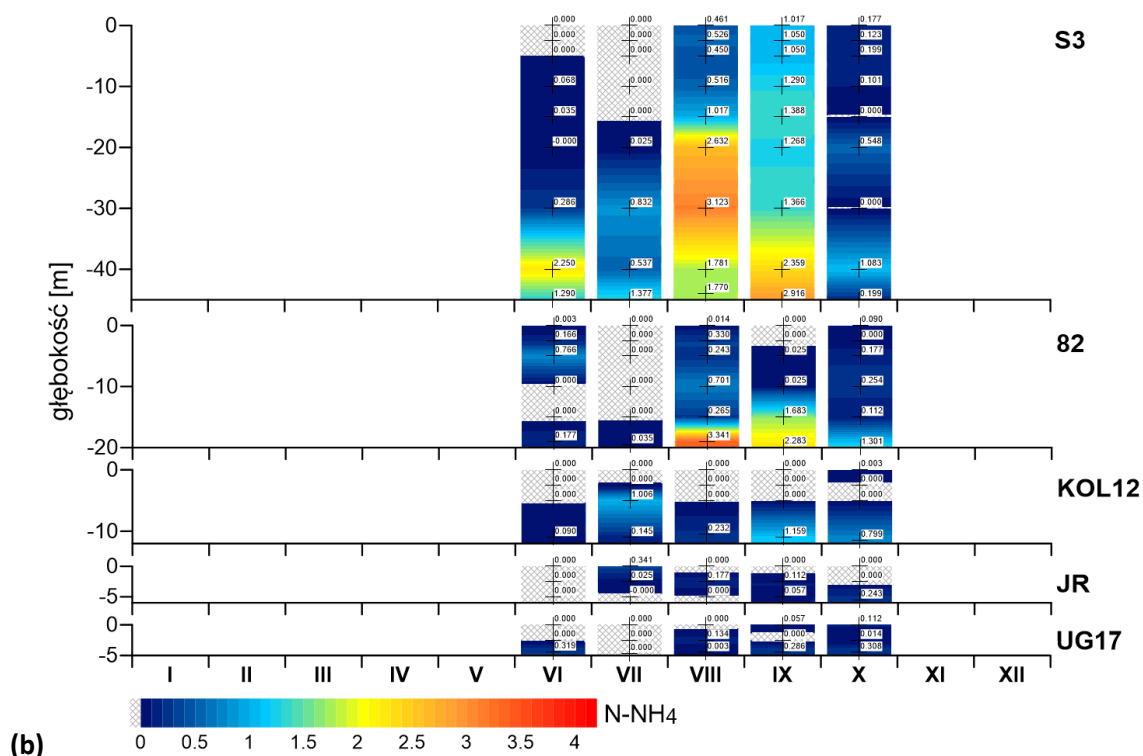 głębokość [m]
0
-10
-20
-30
-40
0.000 0.000 0.461 1.017 0.177
0.000 0.526 1.050 0.123
0.000 0.000 0.450 1.050 0.199
0.068 0.000 0.516 1.290 0.101
0.035 0.000 1.017 1.388 0.000
-0.000 0.025 2.632 1.268 0.548
0.286 0.832 3.123 1.366 0.000
2.250 0.537 1.781 2.359 1.083
1.290 1.377 1.770 2.916 0.199
S3
0
-10
-20
0.003 0.000 0.014 0.000 0.090
0.166 0.000 0.330 0.000 0.000
0.766 0.000 0.243 0.025 0.177
0.000 0.000 0.701 0.025 0.254
0.000 0.000 0.265 1.683 0.112
0.177 0.035 3.341 2.283 1.301
82
0
-10
0.000 0.000 0.000 0.000 0.003
0.000 0.000 0.000 0.000 0.000
0.000 1.006 0.000 0.000 0.000
0.090 0.145 0.232 1.159 0.799
KOL12
0
-5
0.000 0.341 0.000 0.000 0.000
0.000 0.025 0.177 0.112 0.000
0.000 -0.000 0.000 0.057 0.243
JR
0
-5
0.000 0.000 0.000 0.057 0.112
0.000 0.000 0.134 0.000 0.014
0.319 0.000 0.003 0.286 0.308
UG17
I II III IV V VI VII VIII IX X XI XII
N-NH4
0 0.5 1 1.5 2 2.5 3 3.5 4
(b)